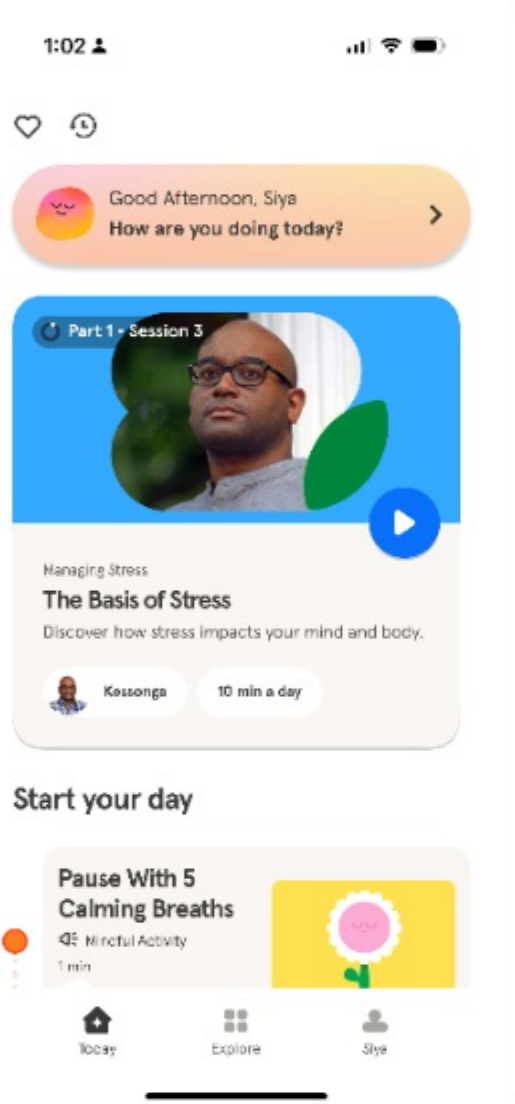 1:02
Good Afternoon, Siya
How are you doing today?
Part 1 - Session 3
Managing Stress
The Basis of Stress
Discover how stress impacts your mind and body.
Kessonga
10 min a day
Start your day
Pause With 5
Calming Breaths
Mindful Activity
1 min
Today
Explore
Siya